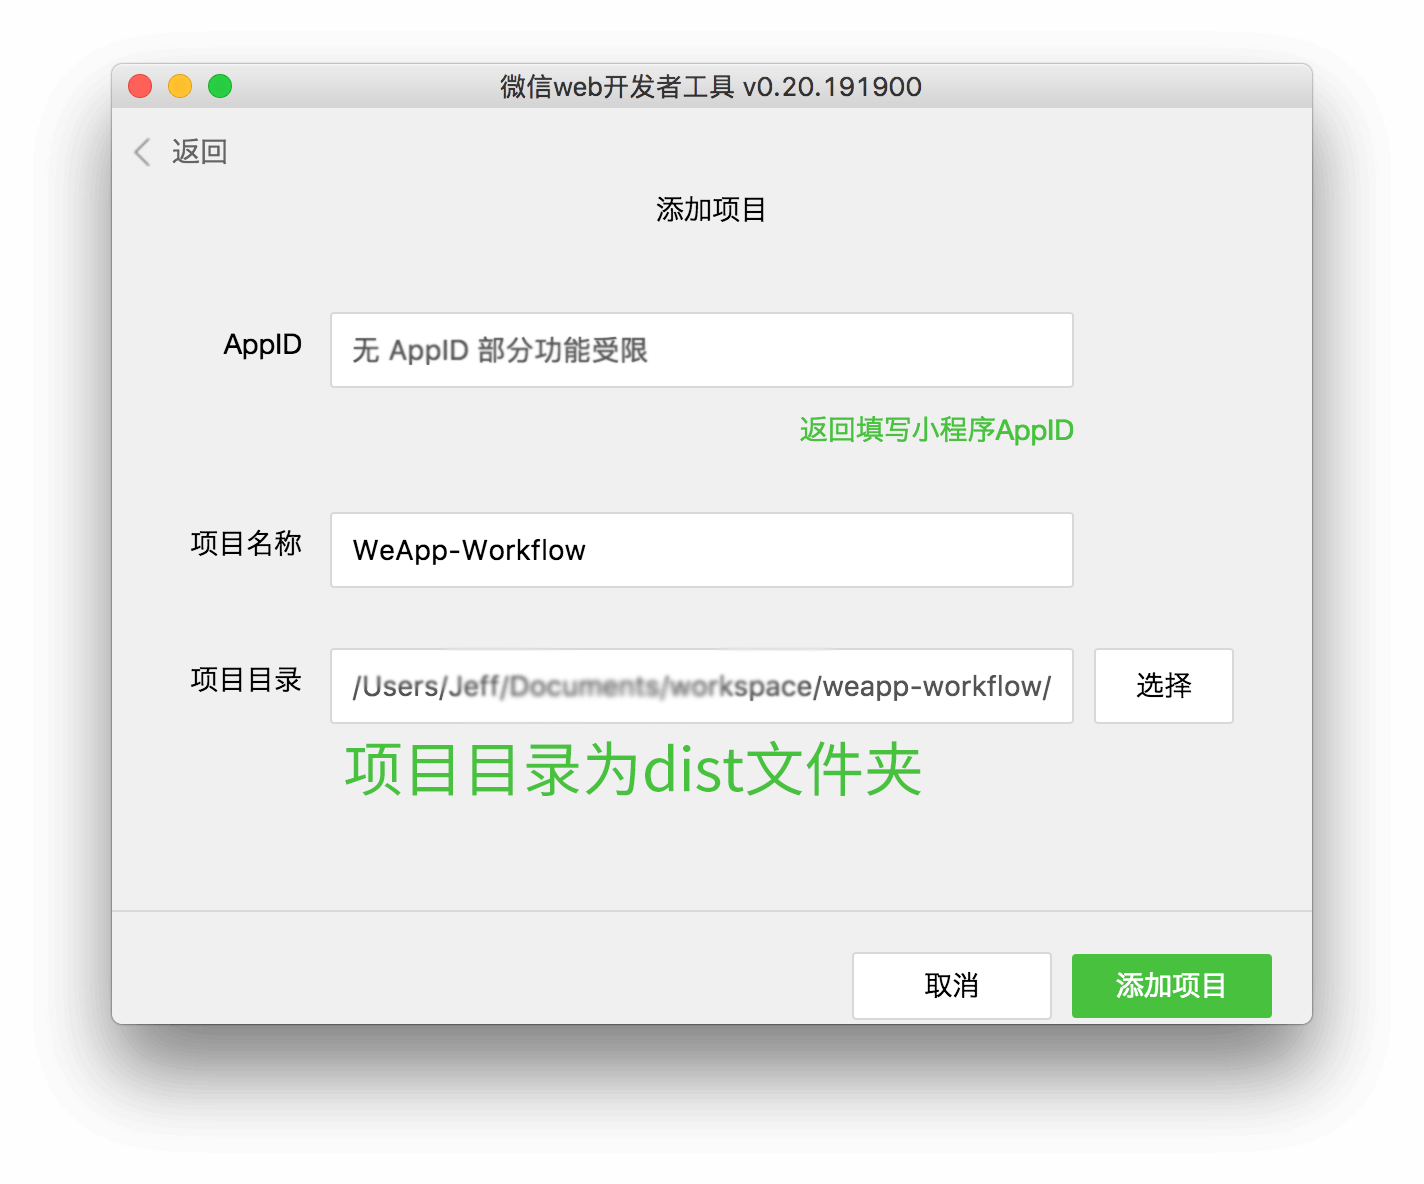 微信web开发者工具 v0.20.191900
返回
添加项目
AppID
无 AppID 部分功能受限
返回填写小程序AppID
项目名称
WeApp-Workflow
项目目录
/Users/Jeff/Documents/workspace/weapp-workflow/
选择
项目目录为dist文件夹
取消
添加项目